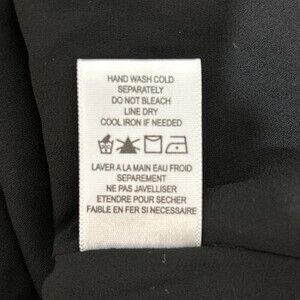 HAND WASH COLD
SEPARATELY
DO NOT BLEACH
LINE DRY
COOL IRON IF NEEDED
LAVER A LA MAIN EAU FROID
SEPAREMENT
NE PAS JAVELLISER
ETENDRE POUR SECHER
FAIBLE EN FER SI NECESSAIRE